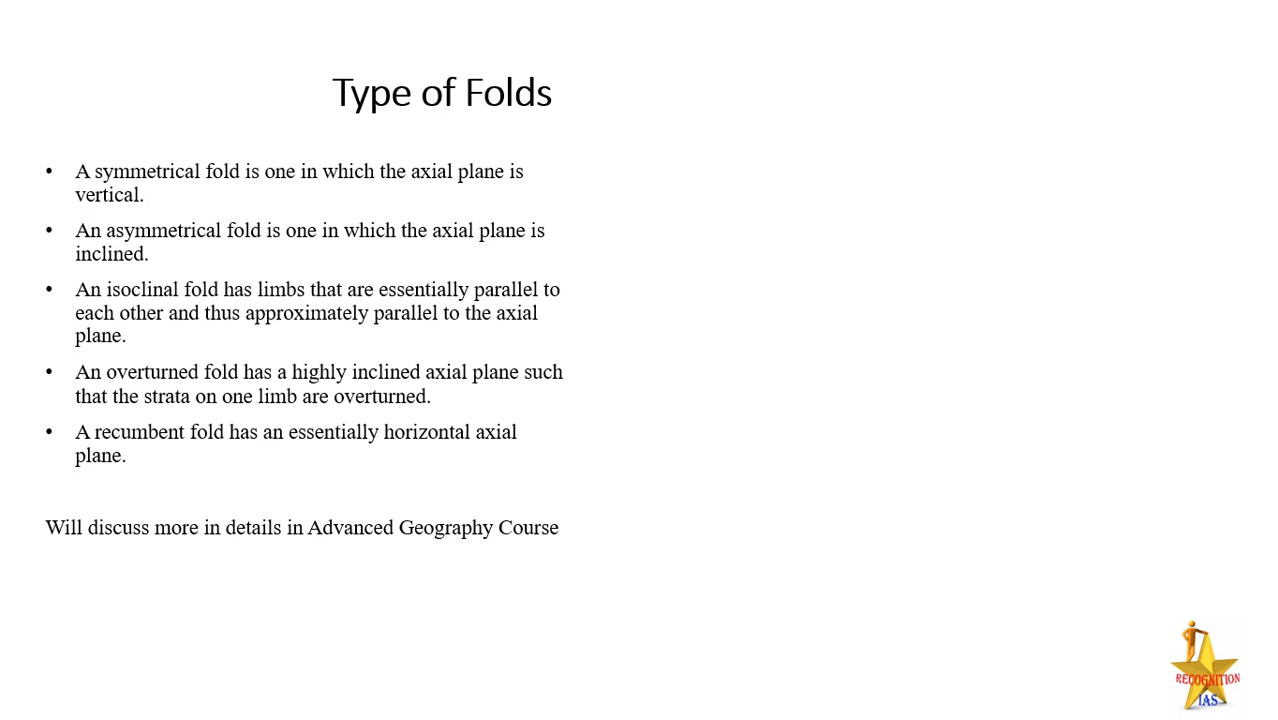 Type of Folds
• A symmetrical fold is one in which the axial plane is
vertical.
• An asymmetrical fold is one in which the axial plane is
inclined.
• An isoclinal fold has limbs that are essentially parallel to
each other and thus approximately parallel to the axial
plane.
• An overturned fold has a highly inclined axial plane such
that the strata on one limb are overturned.
• A recumbent fold has an essentially horizontal axial
plane.
Will discuss more in details in Advanced Geography Course
RECOGNITION
IAS